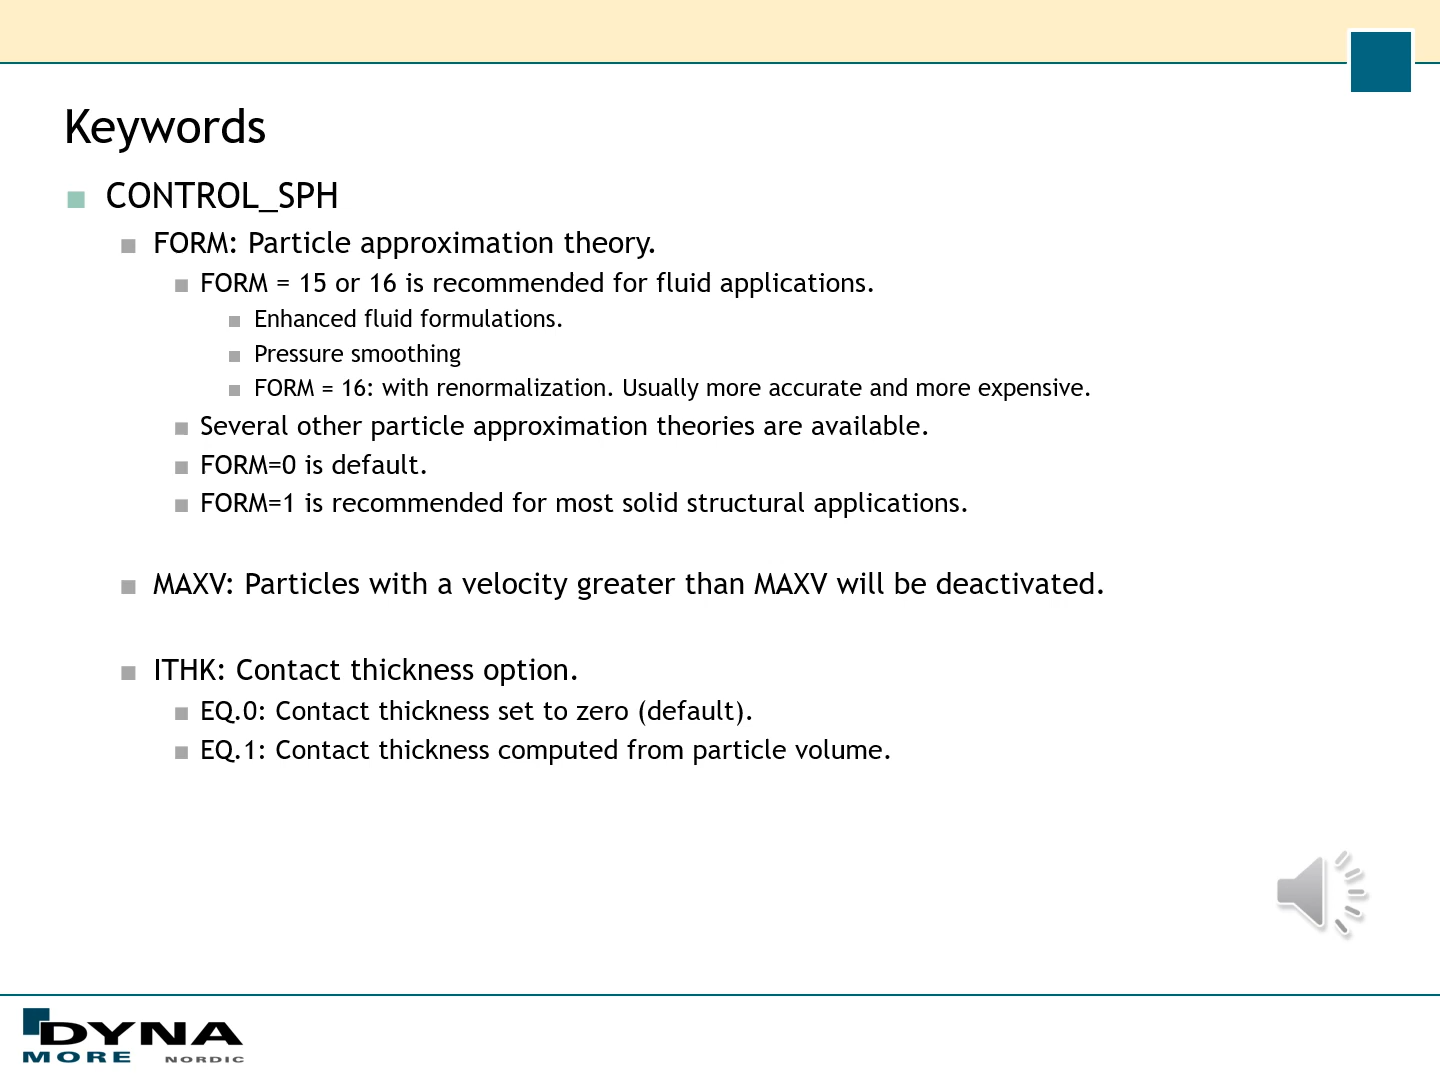 Keywords
CONTROL_SPH
FORM: Particle approximation theory.
FORM = 15 or 16 is recommended for fluid applications.
Enhanced fluid formulations.
Pressure smoothing
FORM = 16: with renormalization. Usually more accurate and more expensive.
Several other particle approximation theories are available.
FORM=0 is default.
FORM=1 is recommended for most solid structural applications.
MAXV: Particles with a velocity greater than MAXV will be deactivated.
ITHK: Contact thickness option.
EQ.0: Contact thickness set to zero (default).
EQ.1: Contact thickness computed from particle volume.
DYNA
MORE NORDIC